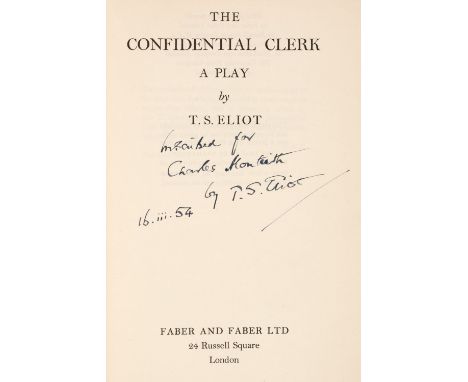 THE
CONFIDENTIAL CLERK
A PLAY
by
T. S. ELIOT
Inscribed for
Charles Monteith
by T. S. Eliot
16. iii. 54
FABER AND FABER LTD
24 Russell Square
London